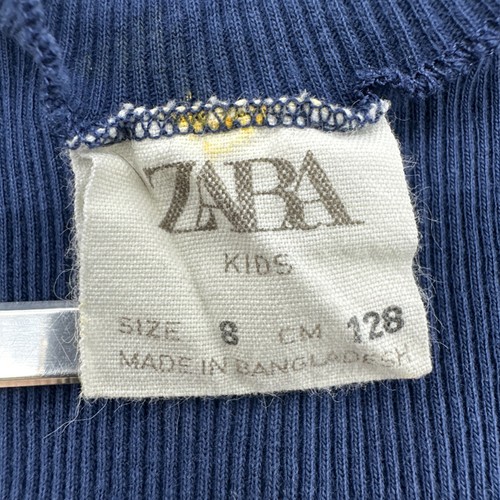 ZARA
KIDS
SIZE 8 CM 128
MADE IN BANGLADESH